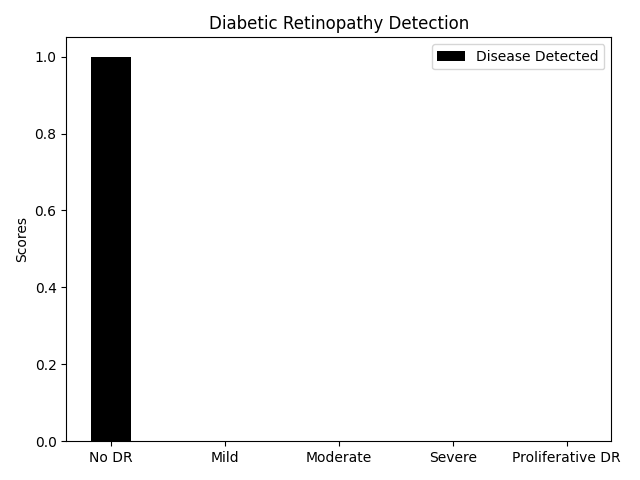 Diabetic Retinopathy Detection
Disease Detected
1.0
0.8
0.6
0.4
0.2
0.0
Scores
No DR
Mild
Moderate
Severe
Proliferative DR